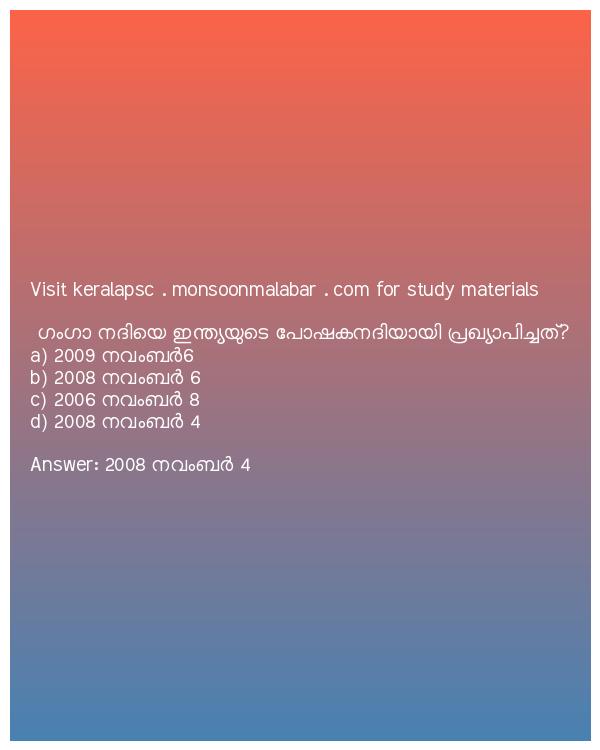 Visit keralapsc . monsoonmalabar . com for study materials
ഗംഗാ നദിയെ ഇന്ത്യയുടെ പോഷകനദിയായി പ്രഖ്യാപിച്ചത്?
a) 2009 നവംബർ6
b) 2008 നവംബർ 6
c) 2006 നവംബർ 8
d) 2008 നവംബർ 4
Answer: 2008 നവംബർ 4